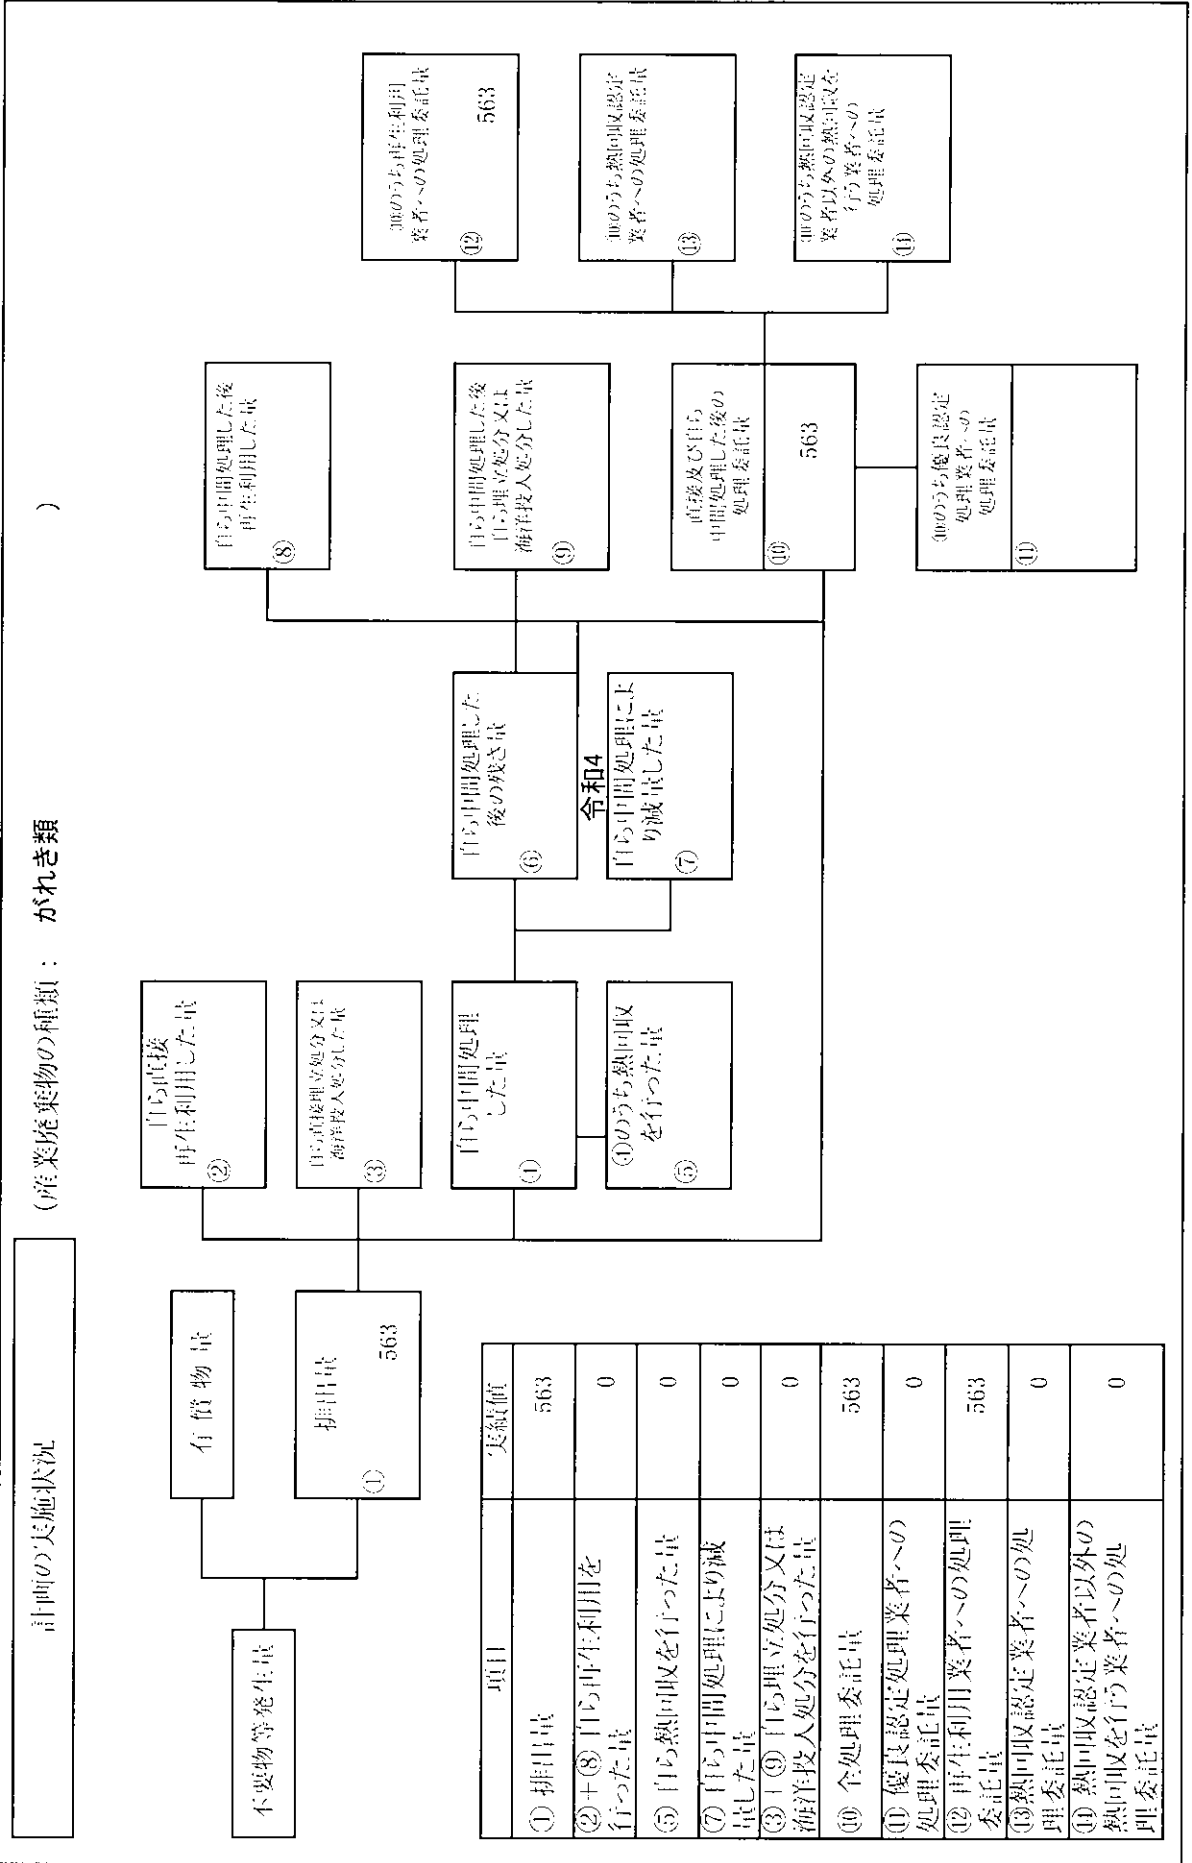 計画の実施状況
(産業廃棄物の種類： がれき類 )
不要物等発生量
有 償 物 量
排出量
①
563
自ら直接
再生利用した量
②
自ら直接埋立処分又は
海洋投入処分した量
③
自ら中間処理
した量
④
④のうち熱回収
を行った量
⑤
自ら中間処理した
後の残さ量
⑥
令和4
自ら中間処理によ
り減量した量
⑦
自ら中間処理した後
再生利用した量
⑧
自ら中間処理した後
自ら埋立処分又は
海洋投入処分した量
⑨
直接及び自ら
中間処理した後の
処理委託量
⑩
563
⑩のうち優良認定
処理業者への
処理委託量
⑪
⑩のうち再生利用
業者への処理委託量
⑫
563
⑩のうち熱回収認定
業者への処理委託量
⑬
⑩のうち熱回収認定
業者以外の熱回収を
行う業者への
処理委託量
⑭
項目 実績値
① 排出量 563
②＋⑧ 自ら再生利用を
行った量 0
⑤ 自ら熱回収を行った量 0
⑦ 自ら中間処理により減
量した量 0
③＋⑨ 自ら埋立処分又は
海洋投入処分を行った量 0
⑩ 全処理委託量 563
⑪ 優良認定処理業者への
処理委託量 0
⑫ 再生利用業者への処理
委託量 563
⑬ 熱回収認定業者への処
理委託量 0
⑭ 熱回収認定業者以外の
熱回収を行う業者への処
理委託量 0